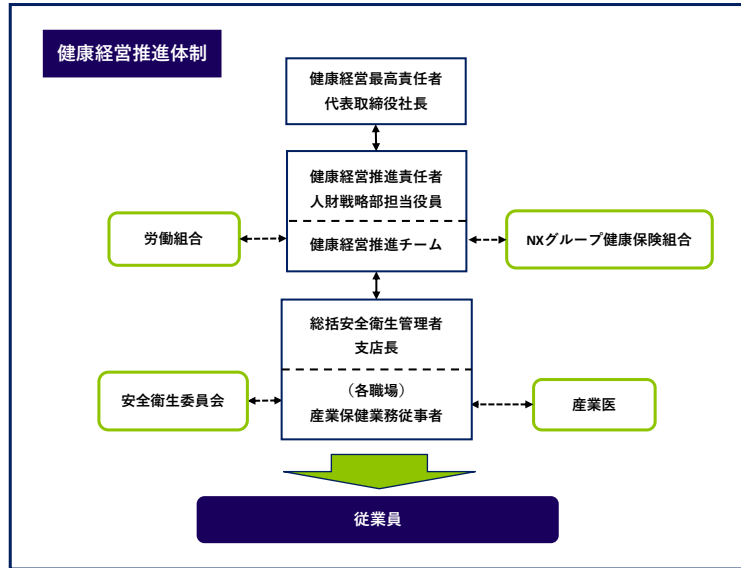 健康経営推進体制
健康経営最高責任者
代表取締役社長
健康経営推進責任者
人財戦略部担当役員
健康経営推進チーム
労働組合
NXグループ健康保険組合
総括安全衛生管理者
支店長
（各職場）
産業保健業務従事者
安全衛生委員会
産業医
従業員